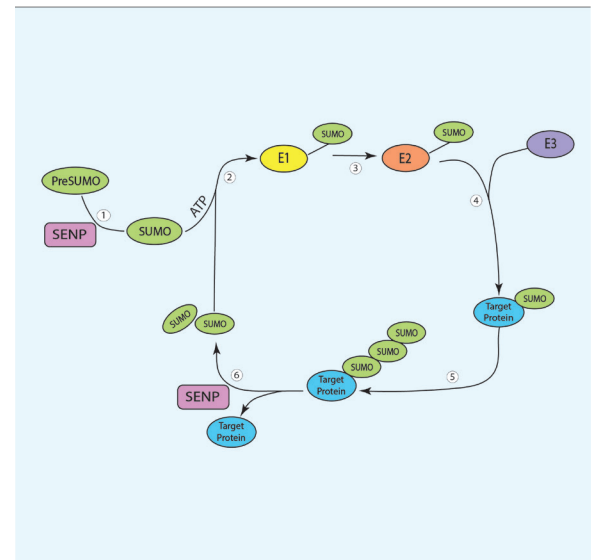 SUMO
SUMO
E3
E1
E2
2
3
PreSUMO
4
ATP
1
SENP
SUMO
Target
Protein
SUMO
SUMO
SUMO
SUMO
SUMO
SUMO
Target
Protein
6
5
SENP
Target
Protein